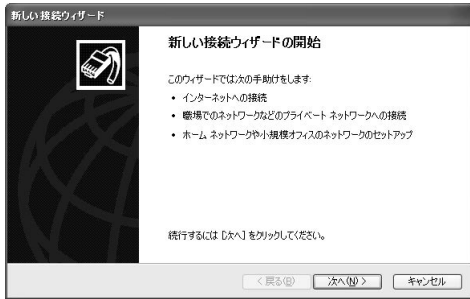 新しい接続ウィザード
新しい接続ウィザードの開始
このウィザードでは次の手助けをします:
• インターネットへの接続
• 職場でのネットワークなどのプライベート ネットワークへの接続
• ホーム ネットワークや小規模オフィスのネットワークのセットアップ
続行するには [次へ] をクリックしてください。
< 戻る(B) 次へ(N) > キャンセル